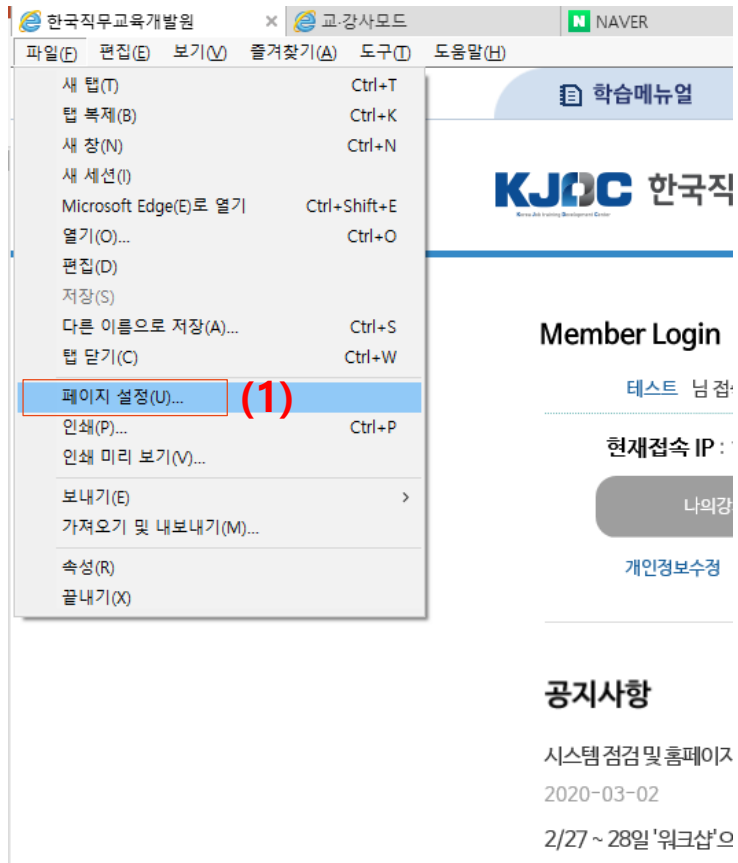 한국직무교육개발원 × 교·강사모드 NAVER
파일(F) 편집(E) 보기(V) 즐겨찾기(A) 도구(T) 도움말(H)
새 탭(T) Ctrl+T
탭 복제(B) Ctrl+K
새 창(N) Ctrl+N
새 세션(I)
Microsoft Edge(E)로 열기 Ctrl+Shift+E
열기(O)... Ctrl+O
편집(D)
저장(S)
다른 이름으로 저장(A)... Ctrl+S
탭 닫기(C) Ctrl+W
페이지 설정(U)... (1)
인쇄(P)... Ctrl+P
인쇄 미리 보기(V)...
보내기(E) >
가져오기 및 내보내기(M)...
속성(R)
끝내기(X)
학습메뉴얼
KJDC 한국직
Korea Job training Development Center
Member Login
테스트 님 접
현재접속 IP :
나의강
개인정보수정
공지사항
시스템 점검 및 홈페이지
2020-03-02
2/27 ~ 28일 '워크샵'으